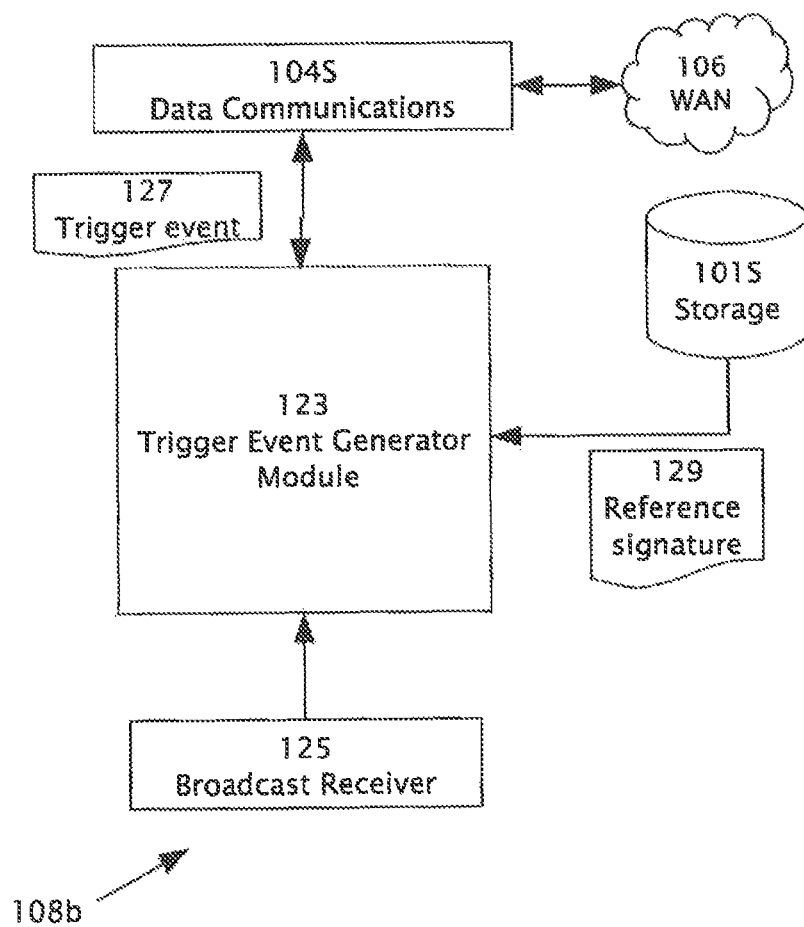 104S
Data Communications
106
WAN
127
Trigger event
101S
Storage
123
Trigger Event Generator
Module
129
Reference
signature
125
Broadcast Receiver
108b